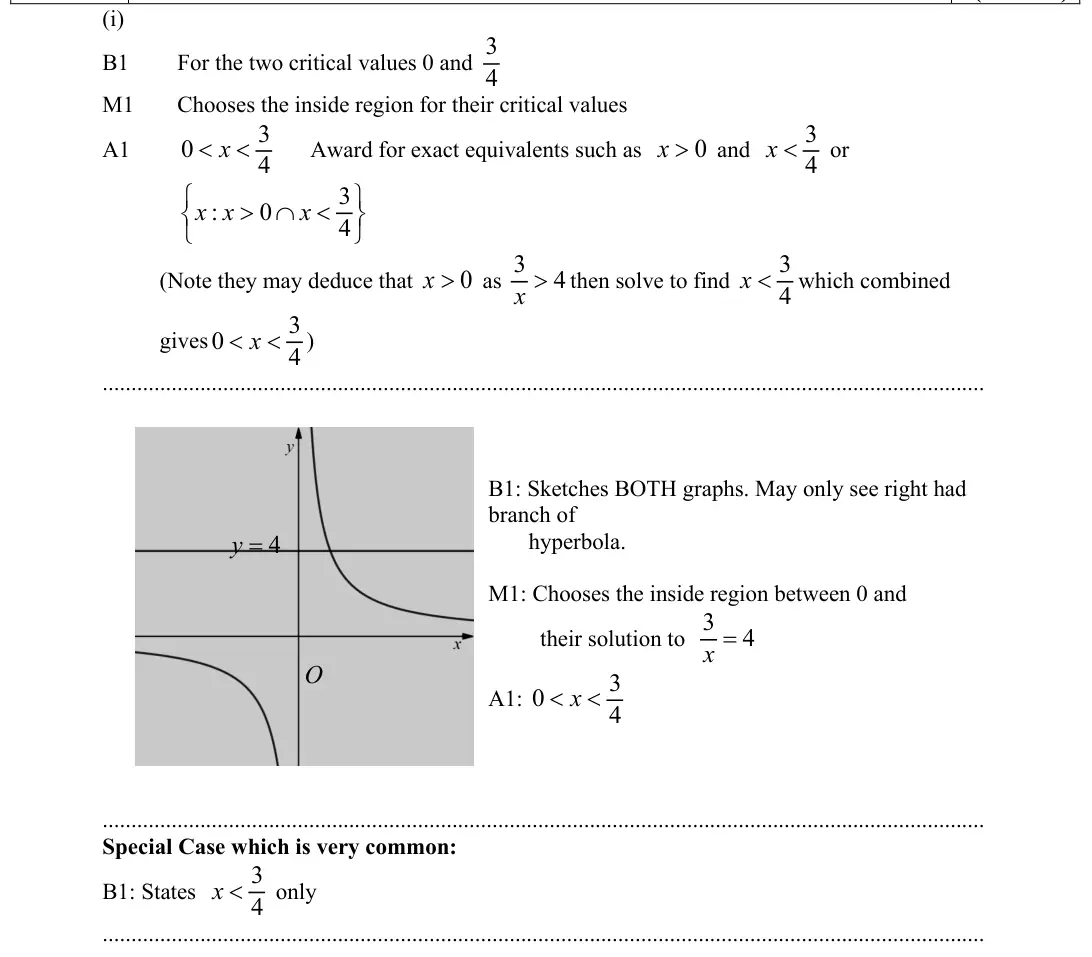 (i)
B1 For the two critical values 0 and 3/4
M1 Chooses the inside region for their critical values
A1 0 < x < 3/4 Award for exact equivalents such as x > 0 and x < 3/4 or
{x : x > 0 ∩ x < 3/4}
(Note they may deduce that x > 0 as 3/x > 4 then solve to find x < 3/4 which combined
gives 0 < x < 3/4)
................................................................................
y
y = 4
x
O
B1: Sketches BOTH graphs. May only see right had
branch of
hyperbola.
M1: Chooses the inside region between 0 and
their solution to 3/x = 4
A1: 0 < x < 3/4
................................................................................
Special Case which is very common:
B1: States x < 3/4 only
................................................................................